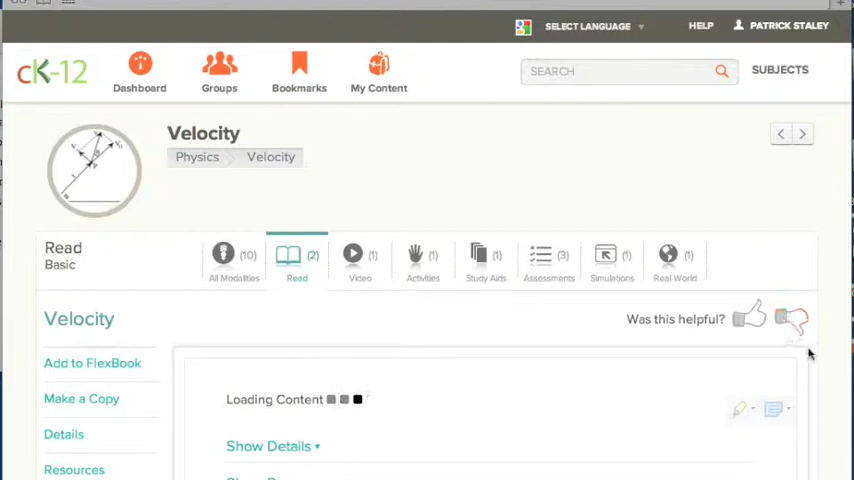 SELECT LANGUAGE
HELP
PATRICK STALEY
cK-12
Dashboard
Groups
Bookmarks
My Content
SEARCH
SUBJECTS
Velocity
Physics
Velocity
Read
Basic
(10)
All Modalities
(2)
Read
(1)
Video
(1)
Activities
(1)
Study Aids
(3)
Assessments
(1)
Simulations
(1)
Real World
Velocity
Was this helpful?
Add to FlexBook
Make a Copy
Details
Resources
Loading Content
Show Details